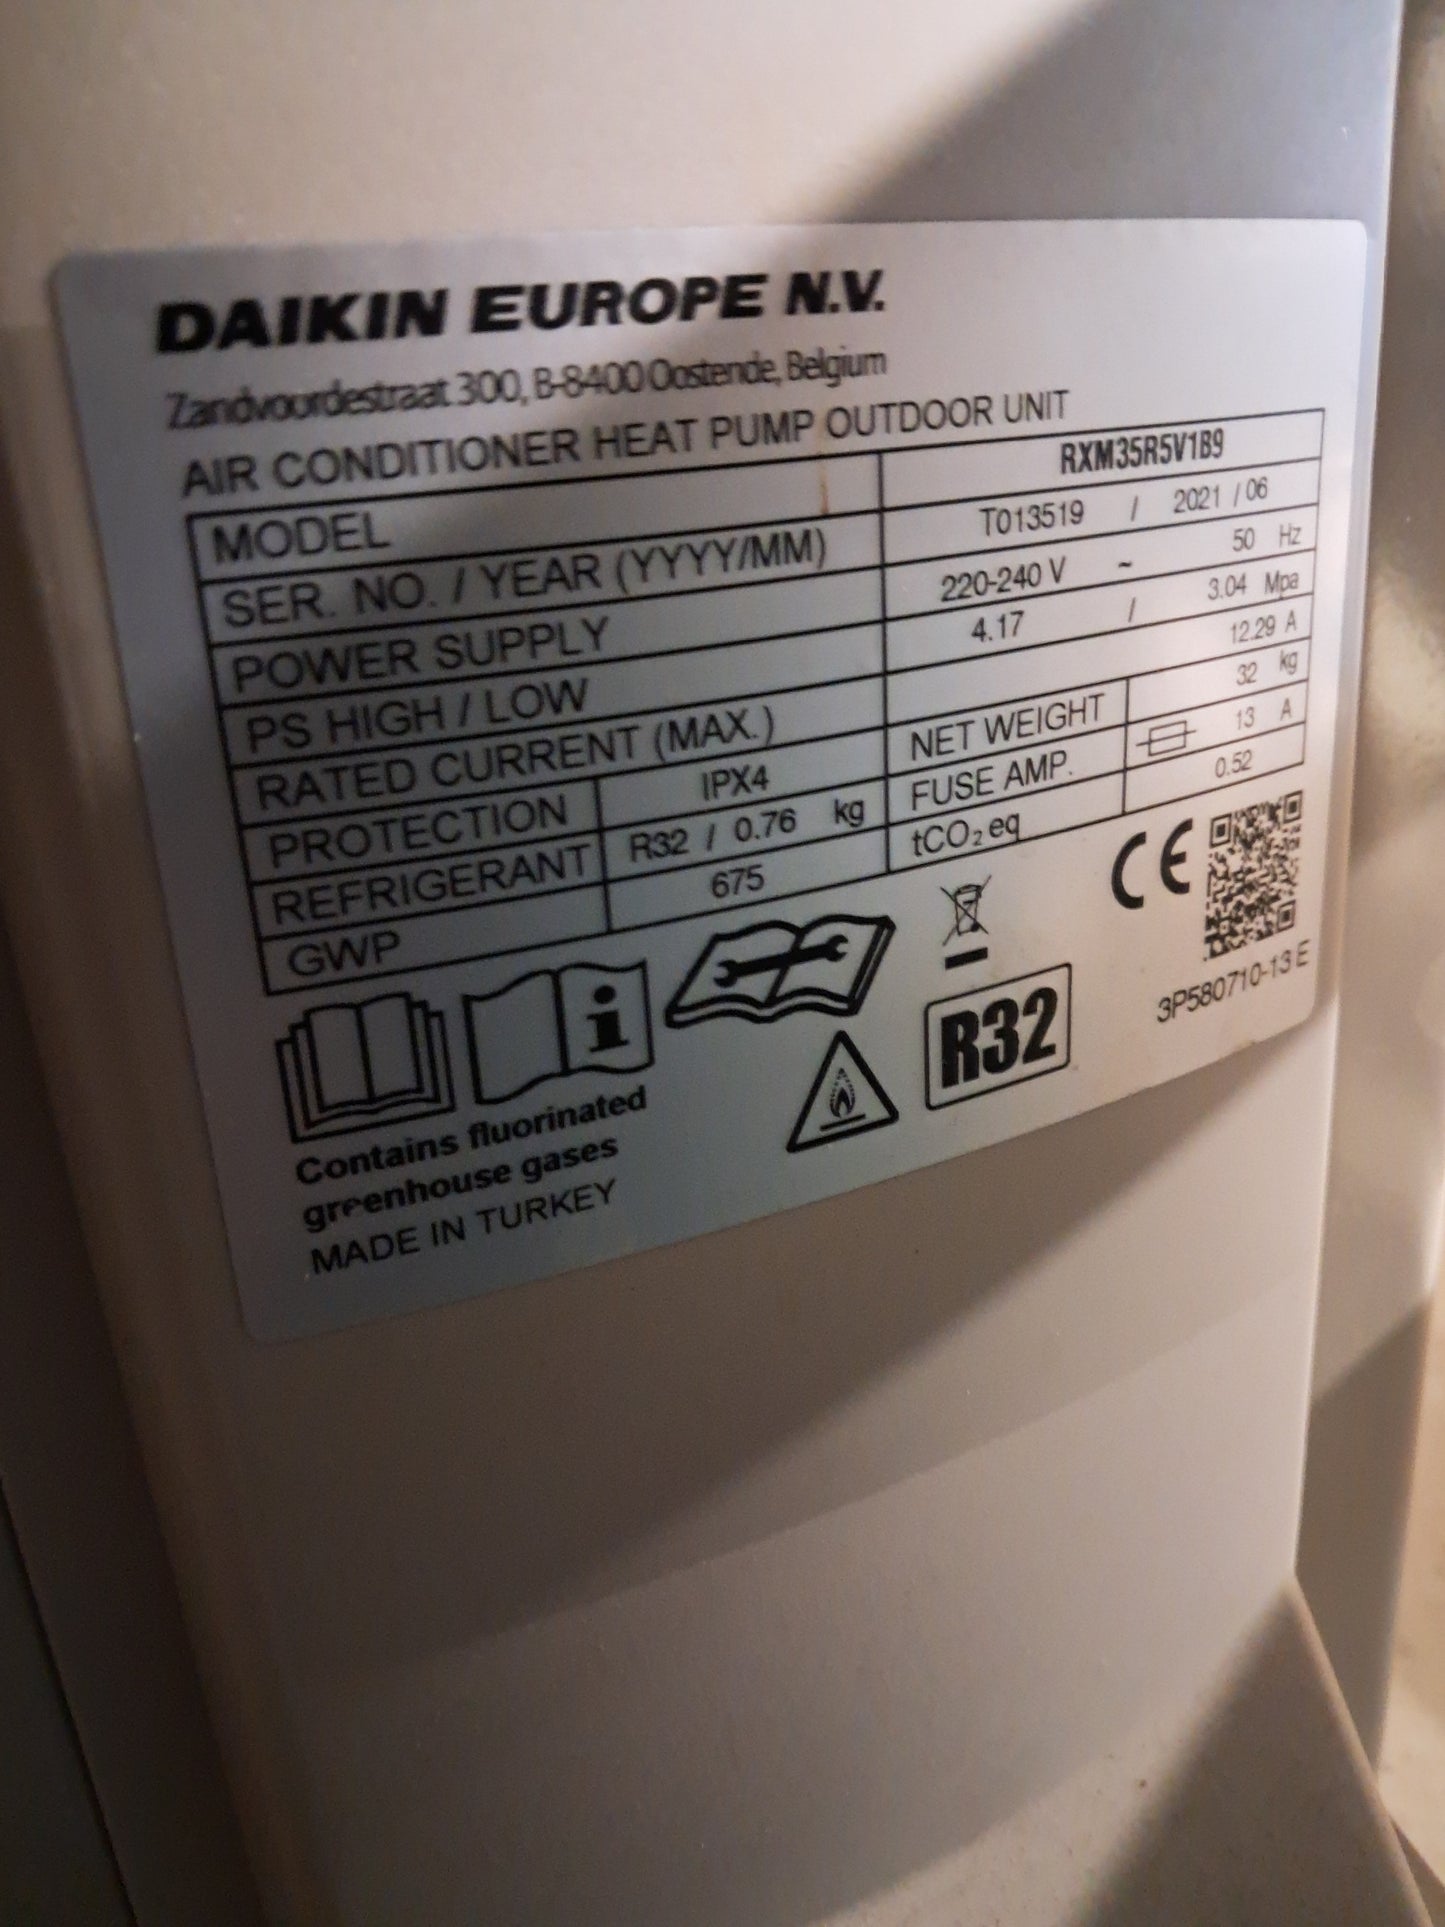 DAIKIN EUROPE N.V.
Zandvoordestraat 300, B-8400 Oostende, Belgium
AIR CONDITIONER HEAT PUMP OUTDOOR UNIT
MODEL RXM35R5V1B9
SER. NO. / YEAR (YYYY/MM) T013519 / 2021 / 06
POWER SUPPLY 220-240 V ~ 50 Hz
PS HIGH / LOW 4.17 / 3.04 Mpa
RATED CURRENT (MAX.) 12.29 A
PROTECTION IPX4 NET WEIGHT 32 kg
REFRIGERANT R32 / 0.76 kg FUSE AMP. 13 A
GWP 675 tCO₂ eq 0.52
CE
3P580710-13 E
i
R32
Contains fluorinated
greenhouse gases
MADE IN TURKEY